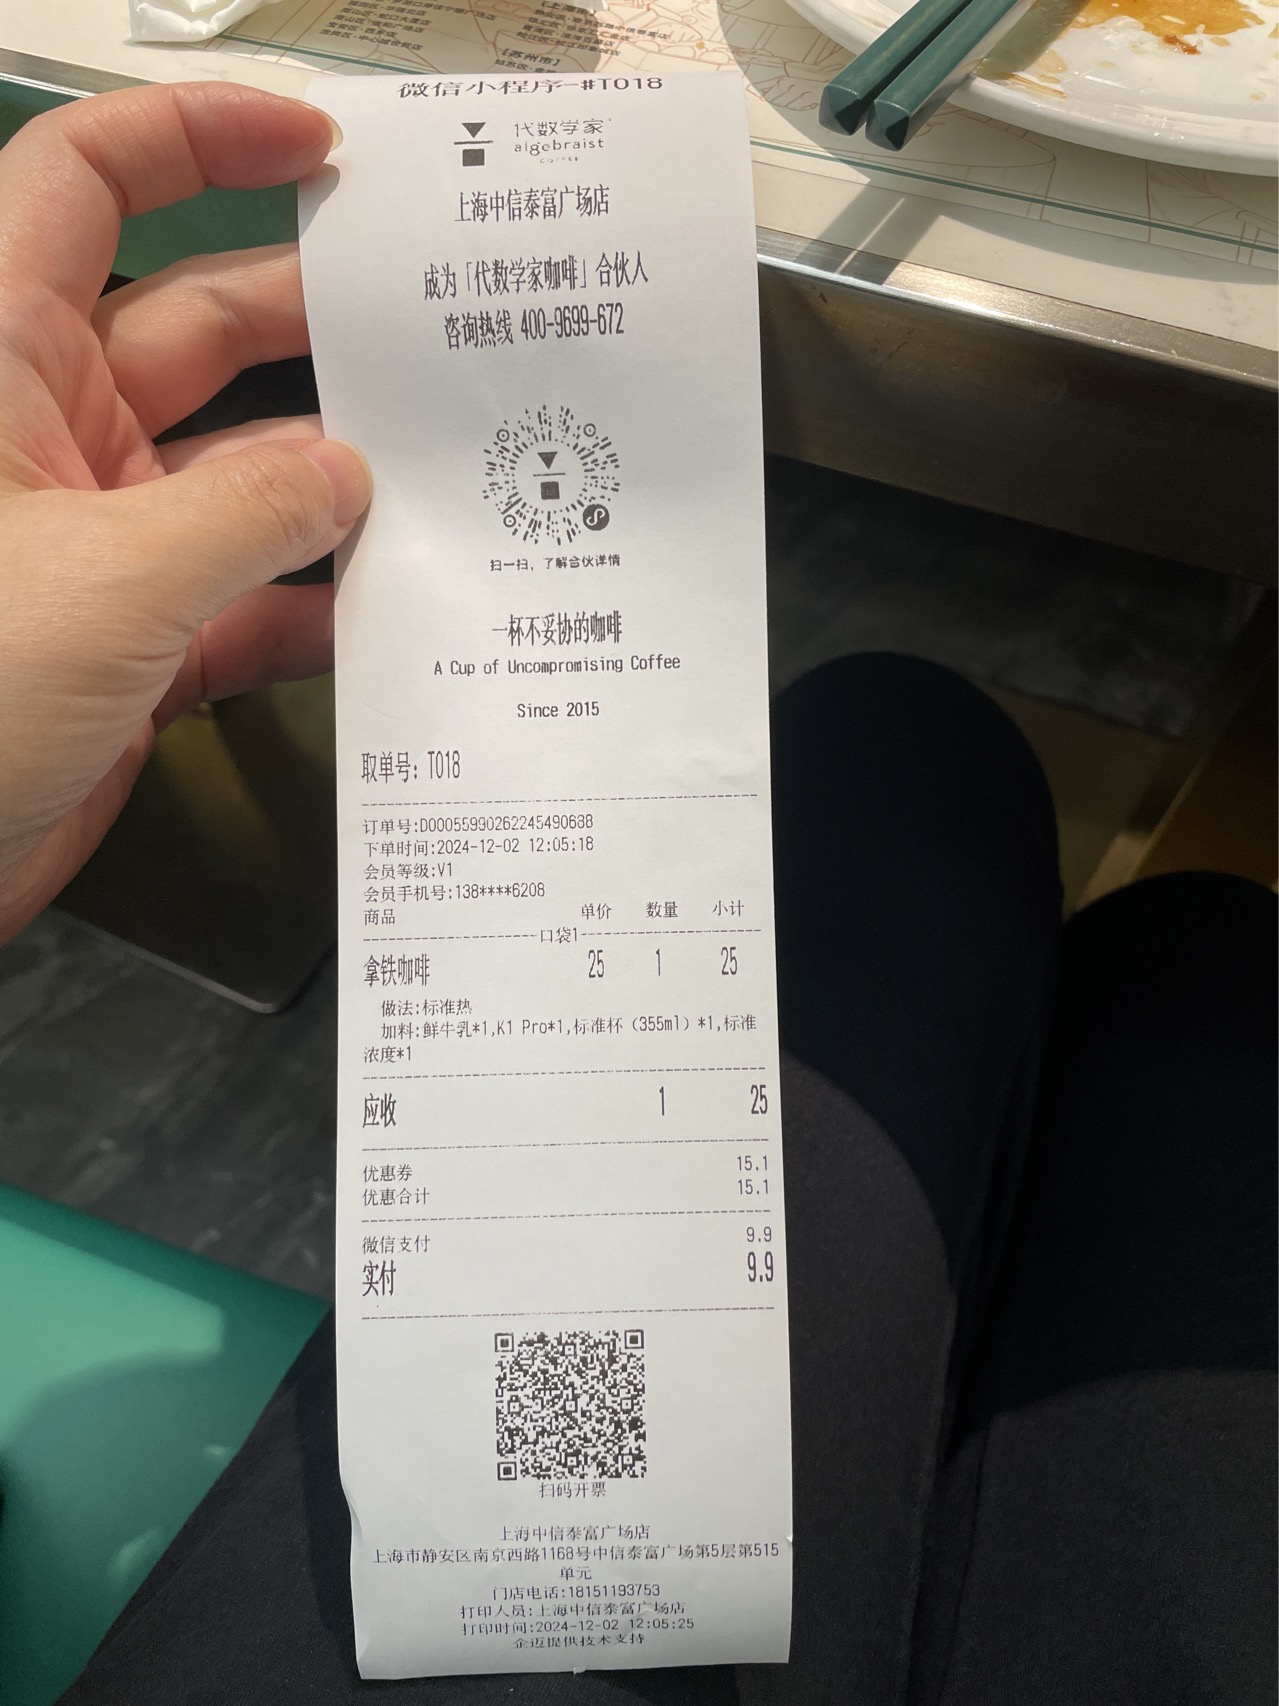 微信小程序-#T018
代数学家
algebraist
COFFEE
上海中信泰富广场店
成为「代数学家咖啡」合伙人
咨询热线 400-9699-672
扫一扫，了解合伙详情
一杯不妥协的咖啡
A Cup of Uncompromising Coffee
Since 2015
取单号: T018
订单号:D00055990262245490688
下单时间:2024-12-02 12:05:18
会员等级:V1
会员手机号:138****6208
商品 单价 数量 小计
口袋1
拿铁咖啡 25 1 25
做法:标准热
加料:鲜牛乳*1,K1 Pro*1,标准杯（355ml）*1,标准
浓度*1
应收 1 25
优惠券 15.1
优惠合计 15.1
微信支付 9.9
实付 9.9
扫码开票
上海中信泰富广场店
上海市静安区南京西路1168号中信泰富广场第5层第515
单元
门店电话:18151193753
打印人员:上海中信泰富广场店
打印时间:2024-12-02 12:05:25
企迈提供技术支持
【苏州市】